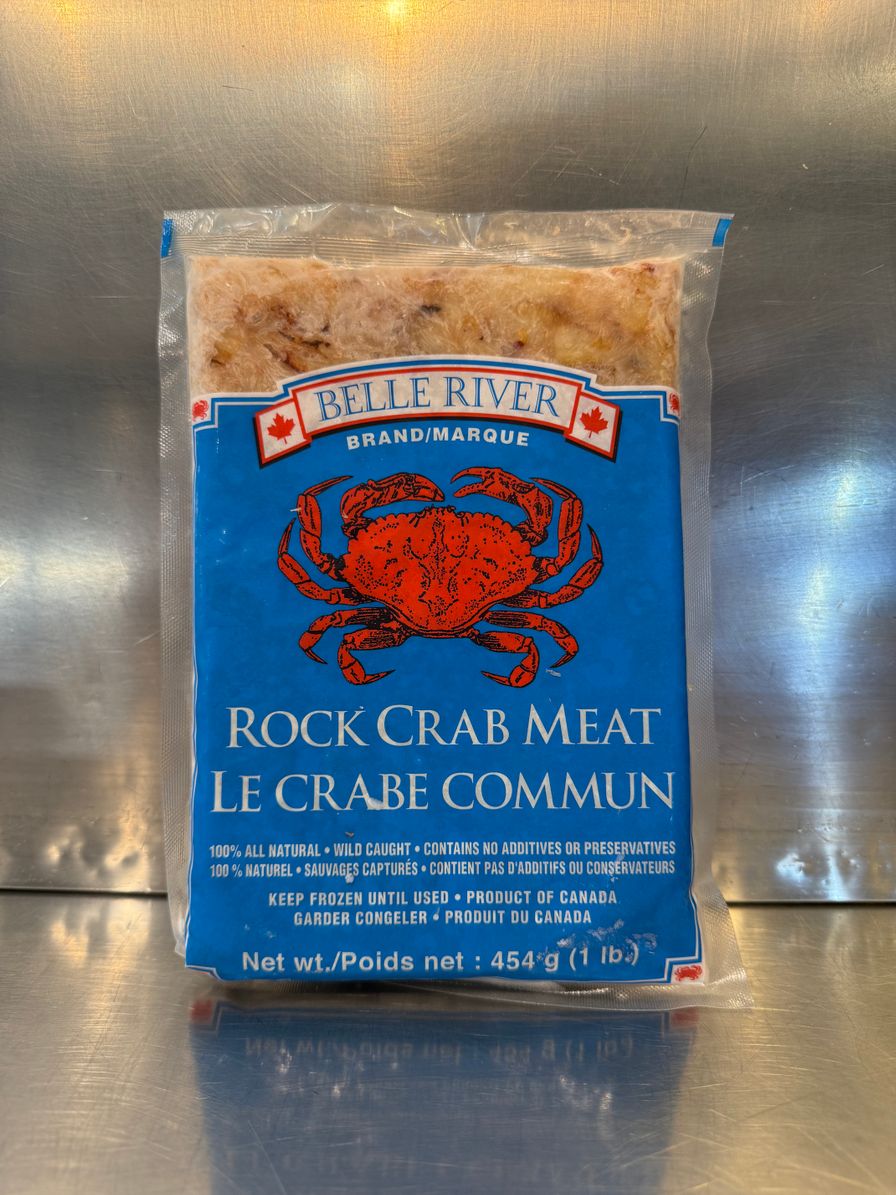 BELLE RIVER
BRAND/MARQUE
ROCK CRAB MEAT
LE CRABE COMMUN
100% ALL NATURAL • WILD CAUGHT • CONTAINS NO ADDITIVES OR PRESERVATIVES
100 % NATUREL • SAUVAGES CAPTURÉS • CONTIENT PAS D'ADDITIFS OU CONSERVATEURS
KEEP FROZEN UNTIL USED • PRODUCT OF CANADA
GARDER CONGELER • PRODUIT DU CANADA
Net wt./Poids net : 454 g (1 lb.)